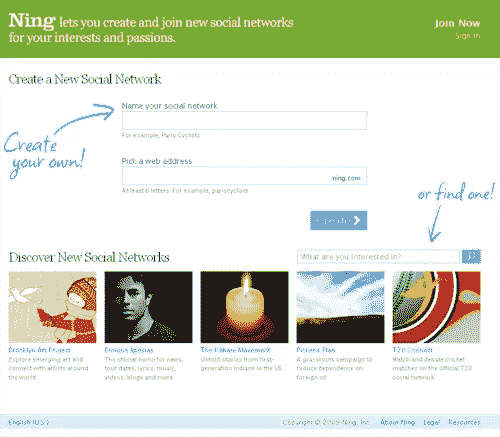 Ning lets you create and join new social networks
for your interests and passions.
Join Now
Sign In
Create a New Social Network
Name your social network
For example, Paris Cyclists
Create
your own!
Pick a web address
.ning.com
At least 6 letters. For example, pariscyclists
create
or find one!
Discover New Social Networks
What are you interested in?
Brooklyn Art Project
Explore emerging art and
connect with artists around
the world
Enrique Iglesias
The official home for news,
tour dates, lyrics, music,
videos, blogs and more
The Kahani Movement
Untold stories from first-
generation Indians in the US
Pickens Plan
A grassroots campaign to
reduce dependence on
foreign oil
T20 Connect
Watch and debate cricket
matches on the official T20
social network
English (US)
Copyright © 2009 Ning, Inc.
About Ning
Legal
Resources